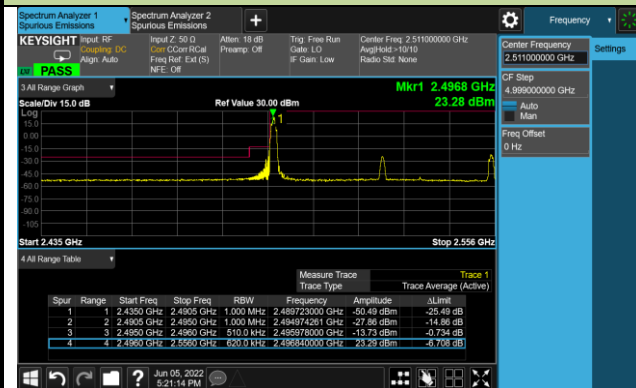 Spectrum Analyzer 1
Spurious Emissions
Spectrum Analyzer 2
Spurious Emissions
+
Frequency
KEYSIGHT
Input: RF
Coupling: DC
Align: Auto
Input Z: 50 Ω
Corr CCorr RCal
Freq Ref: Ext (S)
NFE: Off
Atten: 18 dB
Preamp: Off
Trig: Free Run
Gate: LO
IF Gain: Low
Center Freq: 2.511000000 GHz
Avg|Hold:>10/10
Radio Std: None
PASS
3 All Range Graph
Scale/Div 15.0 dB
Ref Value 30.00 dBm
Mkr1 2.4968 GHz
23.28 dBm
Log
15.0
0.00
-15.0
-30.0
-45.0
-60.0
-75.0
-90.0
-105
1
Start 2.435 GHz
Stop 2.556 GHz
4 All Range Table
Measure Trace Trace 1
Trace Type Trace Average (Active)
Spur Range Start Freq Stop Freq RBW Frequency Amplitude ΔLimit
1 1 2.4350 GHz 2.4905 GHz 1.000 MHz 2.489723000 GHz -50.49 dBm -25.49 dB
2 2 2.4905 GHz 2.4950 GHz 1.000 MHz 2.494974261 GHz -27.86 dBm -14.86 dB
3 3 2.4950 GHz 2.4960 GHz 510.0 kHz 2.495978000 GHz -13.73 dBm -0.734 dB
4 4 2.4960 GHz 2.5560 GHz 620.0 kHz 2.496840000 GHz 23.29 dBm -6.708 dB
Center Frequency
2.511000000 GHz
Settings
CF Step
4.999000000 GHz
Auto
Man
Freq Offset
0 Hz
?
Jun 05, 2022
5:21:14 PM